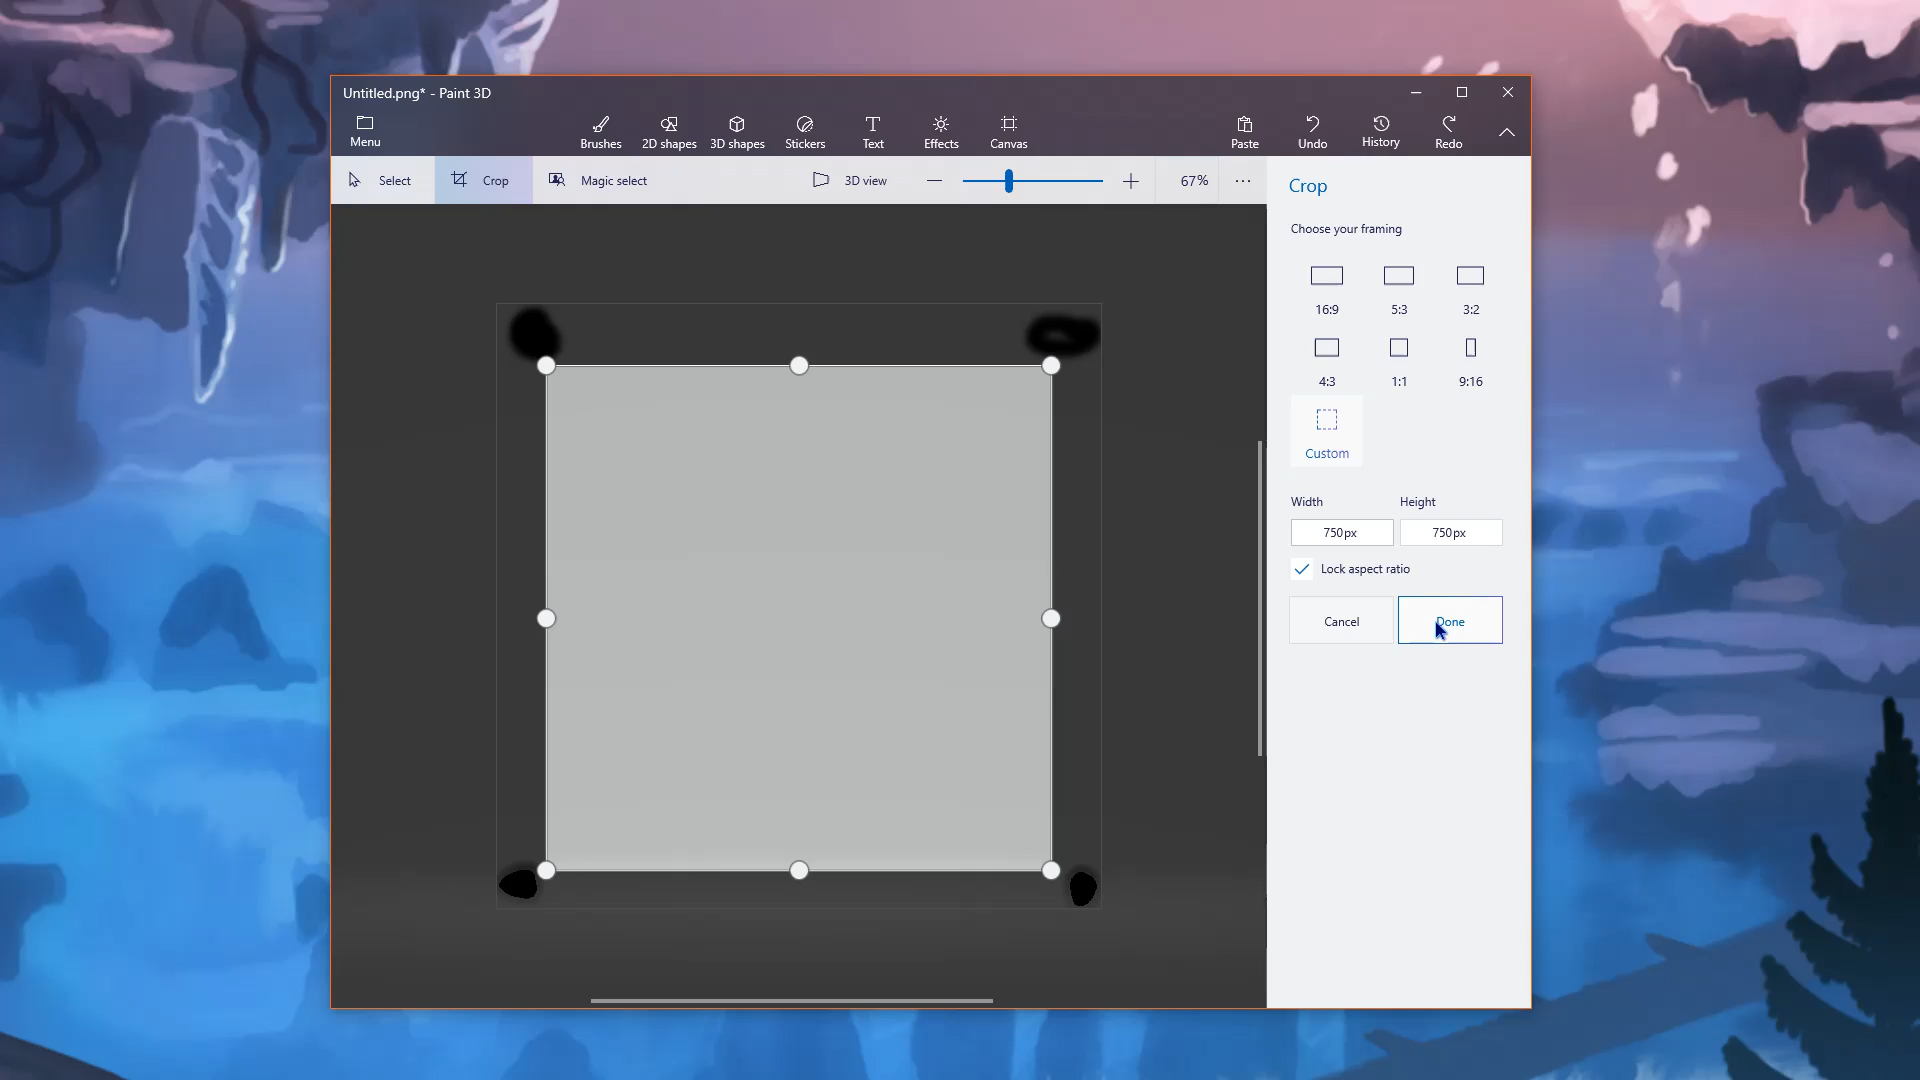 Untitled.png* - Paint 3D
Menu
Brushes
2D shapes
3D shapes
Stickers
Text
Effects
Canvas
Paste
Undo
History
Redo
Select
Crop
Magic select
3D view
67%
Crop
Choose your framing
16:9
5:3
3:2
4:3
1:1
9:16
Custom
Width
Height
750px
750px
Lock aspect ratio
Cancel
Done